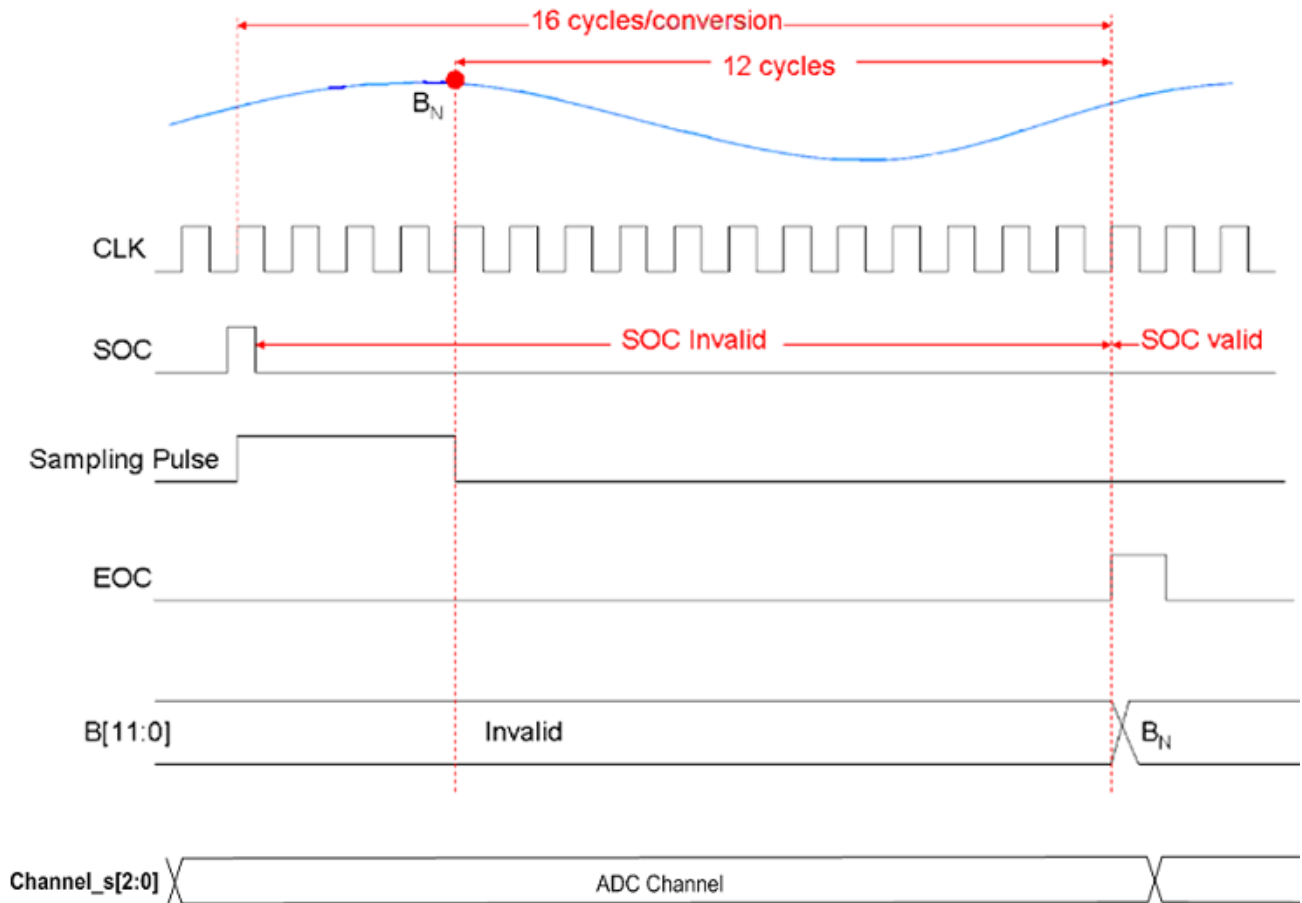 16 cycles/conversion
12 cycles
BN
CLK
SOC
SOC Invalid
SOC valid
Sampling Pulse
EOC
B[11:0]
Invalid
BN
Channel_s[2:0]
ADC Channel